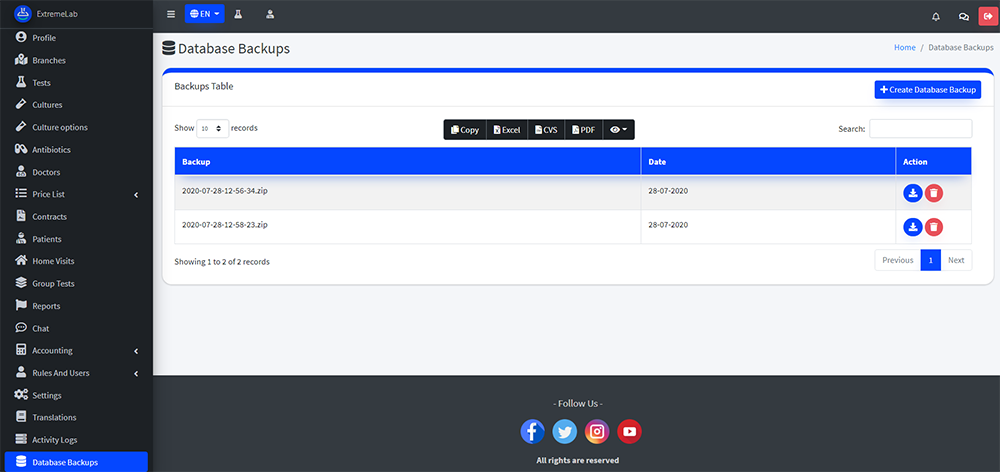 ExtremeLab
EN
Profile
Branches
Tests
Cultures
Culture options
Antibiotics
Doctors
Price List
Contracts
Patients
Home Visits
Group Tests
Reports
Chat
Accounting
Rules And Users
Settings
Translations
Activity Logs
Database Backups
Database Backups
Home / Database Backups
Backups Table
Create Database Backup
Show 10 records
Copy Excel CVS PDF
Search:
Backup Date Action
2020-07-28-12-56-34.zip 28-07-2020
2020-07-28-12-58-23.zip 28-07-2020
Showing 1 to 2 of 2 records
Previous 1 Next
- Follow Us -
All rights are reserved